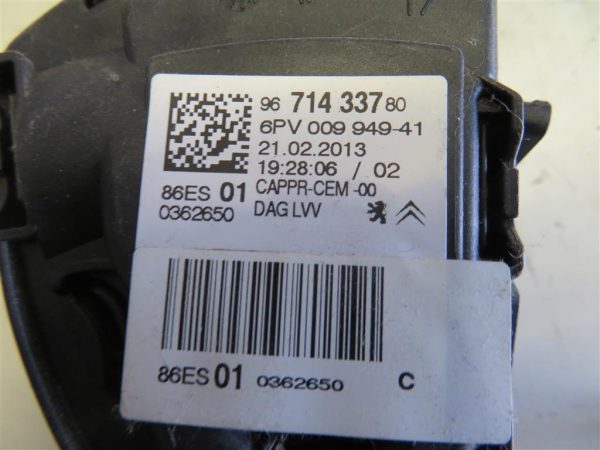 96 714 337 80
6PV 009 949-41
21.02.2013
19:28:06 / 02
86ES 01 CAPPR-CEM -00
0362650 DAG LVV
86ES 01 0362650 C